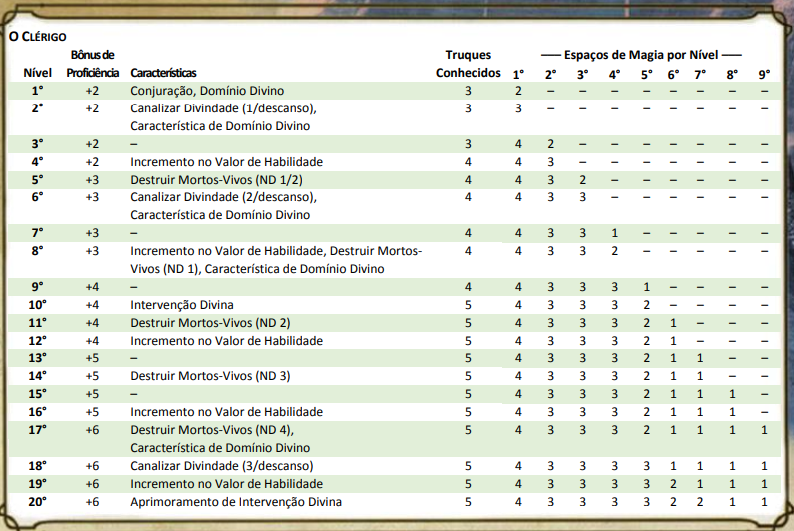 O CLÉRIGO
Bônus de Truques —— Espaços de Magia por Nível ——
Nível Proficiência Características Conhecidos 1° 2° 3° 4° 5° 6° 7° 8° 9°
1° +2 Conjuração, Domínio Divino 3 2 – – – – – – – –
2° +2 Canalizar Divindade (1/descanso), 3 3 – – – – – – – –
Característica de Domínio Divino
3° +2 – 3 4 2 – – – – – – –
4° +2 Incremento no Valor de Habilidade 4 4 3 – – – – – – –
5° +3 Destruir Mortos-Vivos (ND 1/2) 4 4 3 2 – – – – – –
6° +3 Canalizar Divindade (2/descanso), 4 4 3 3 – – – – – –
Característica de Domínio Divino
7° +3 – 4 4 3 3 1 – – – – –
8° +3 Incremento no Valor de Habilidade, Destruir Mortos- 4 4 3 3 2 – – – – –
Vivos (ND 1), Característica de Domínio Divino
9° +4 – 4 4 3 3 3 1 – – – –
10° +4 Intervenção Divina 5 4 3 3 3 2 – – – –
11° +4 Destruir Mortos-Vivos (ND 2) 5 4 3 3 3 2 1 – – –
12° +4 Incremento no Valor de Habilidade 5 4 3 3 3 2 1 – – –
13° +5 – 5 4 3 3 3 2 1 1 – –
14° +5 Destruir Mortos-Vivos (ND 3) 5 4 3 3 3 2 1 1 – –
15° +5 – 5 4 3 3 3 2 1 1 1 –
16° +5 Incremento no Valor de Habilidade 5 4 3 3 3 2 1 1 1 –
17° +6 Destruir Mortos-Vivos (ND 4), 5 4 3 3 3 2 1 1 1 1
Característica de Domínio Divino
18° +6 Canalizar Divindade (3/descanso) 5 4 3 3 3 3 1 1 1 1
19° +6 Incremento no Valor de Habilidade 5 4 3 3 3 3 2 1 1 1
20° +6 Aprimoramento de Intervenção Divina 5 4 3 3 3 3 2 2 1 1